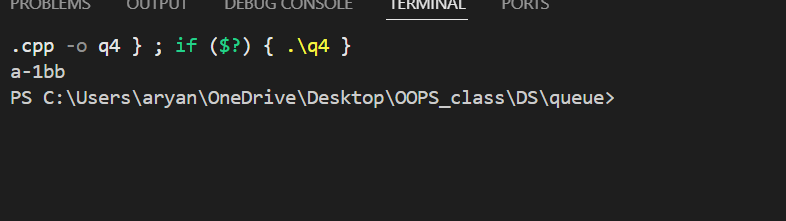 PROBLEMS OUTPUT DEBUG CONSOLE TERMINAL PORTS
.cpp -o q4 } ; if ($?) { .\q4 }
a-1bb
PS C:\Users\aryan\OneDrive\Desktop\OOPS_class\DS\queue>